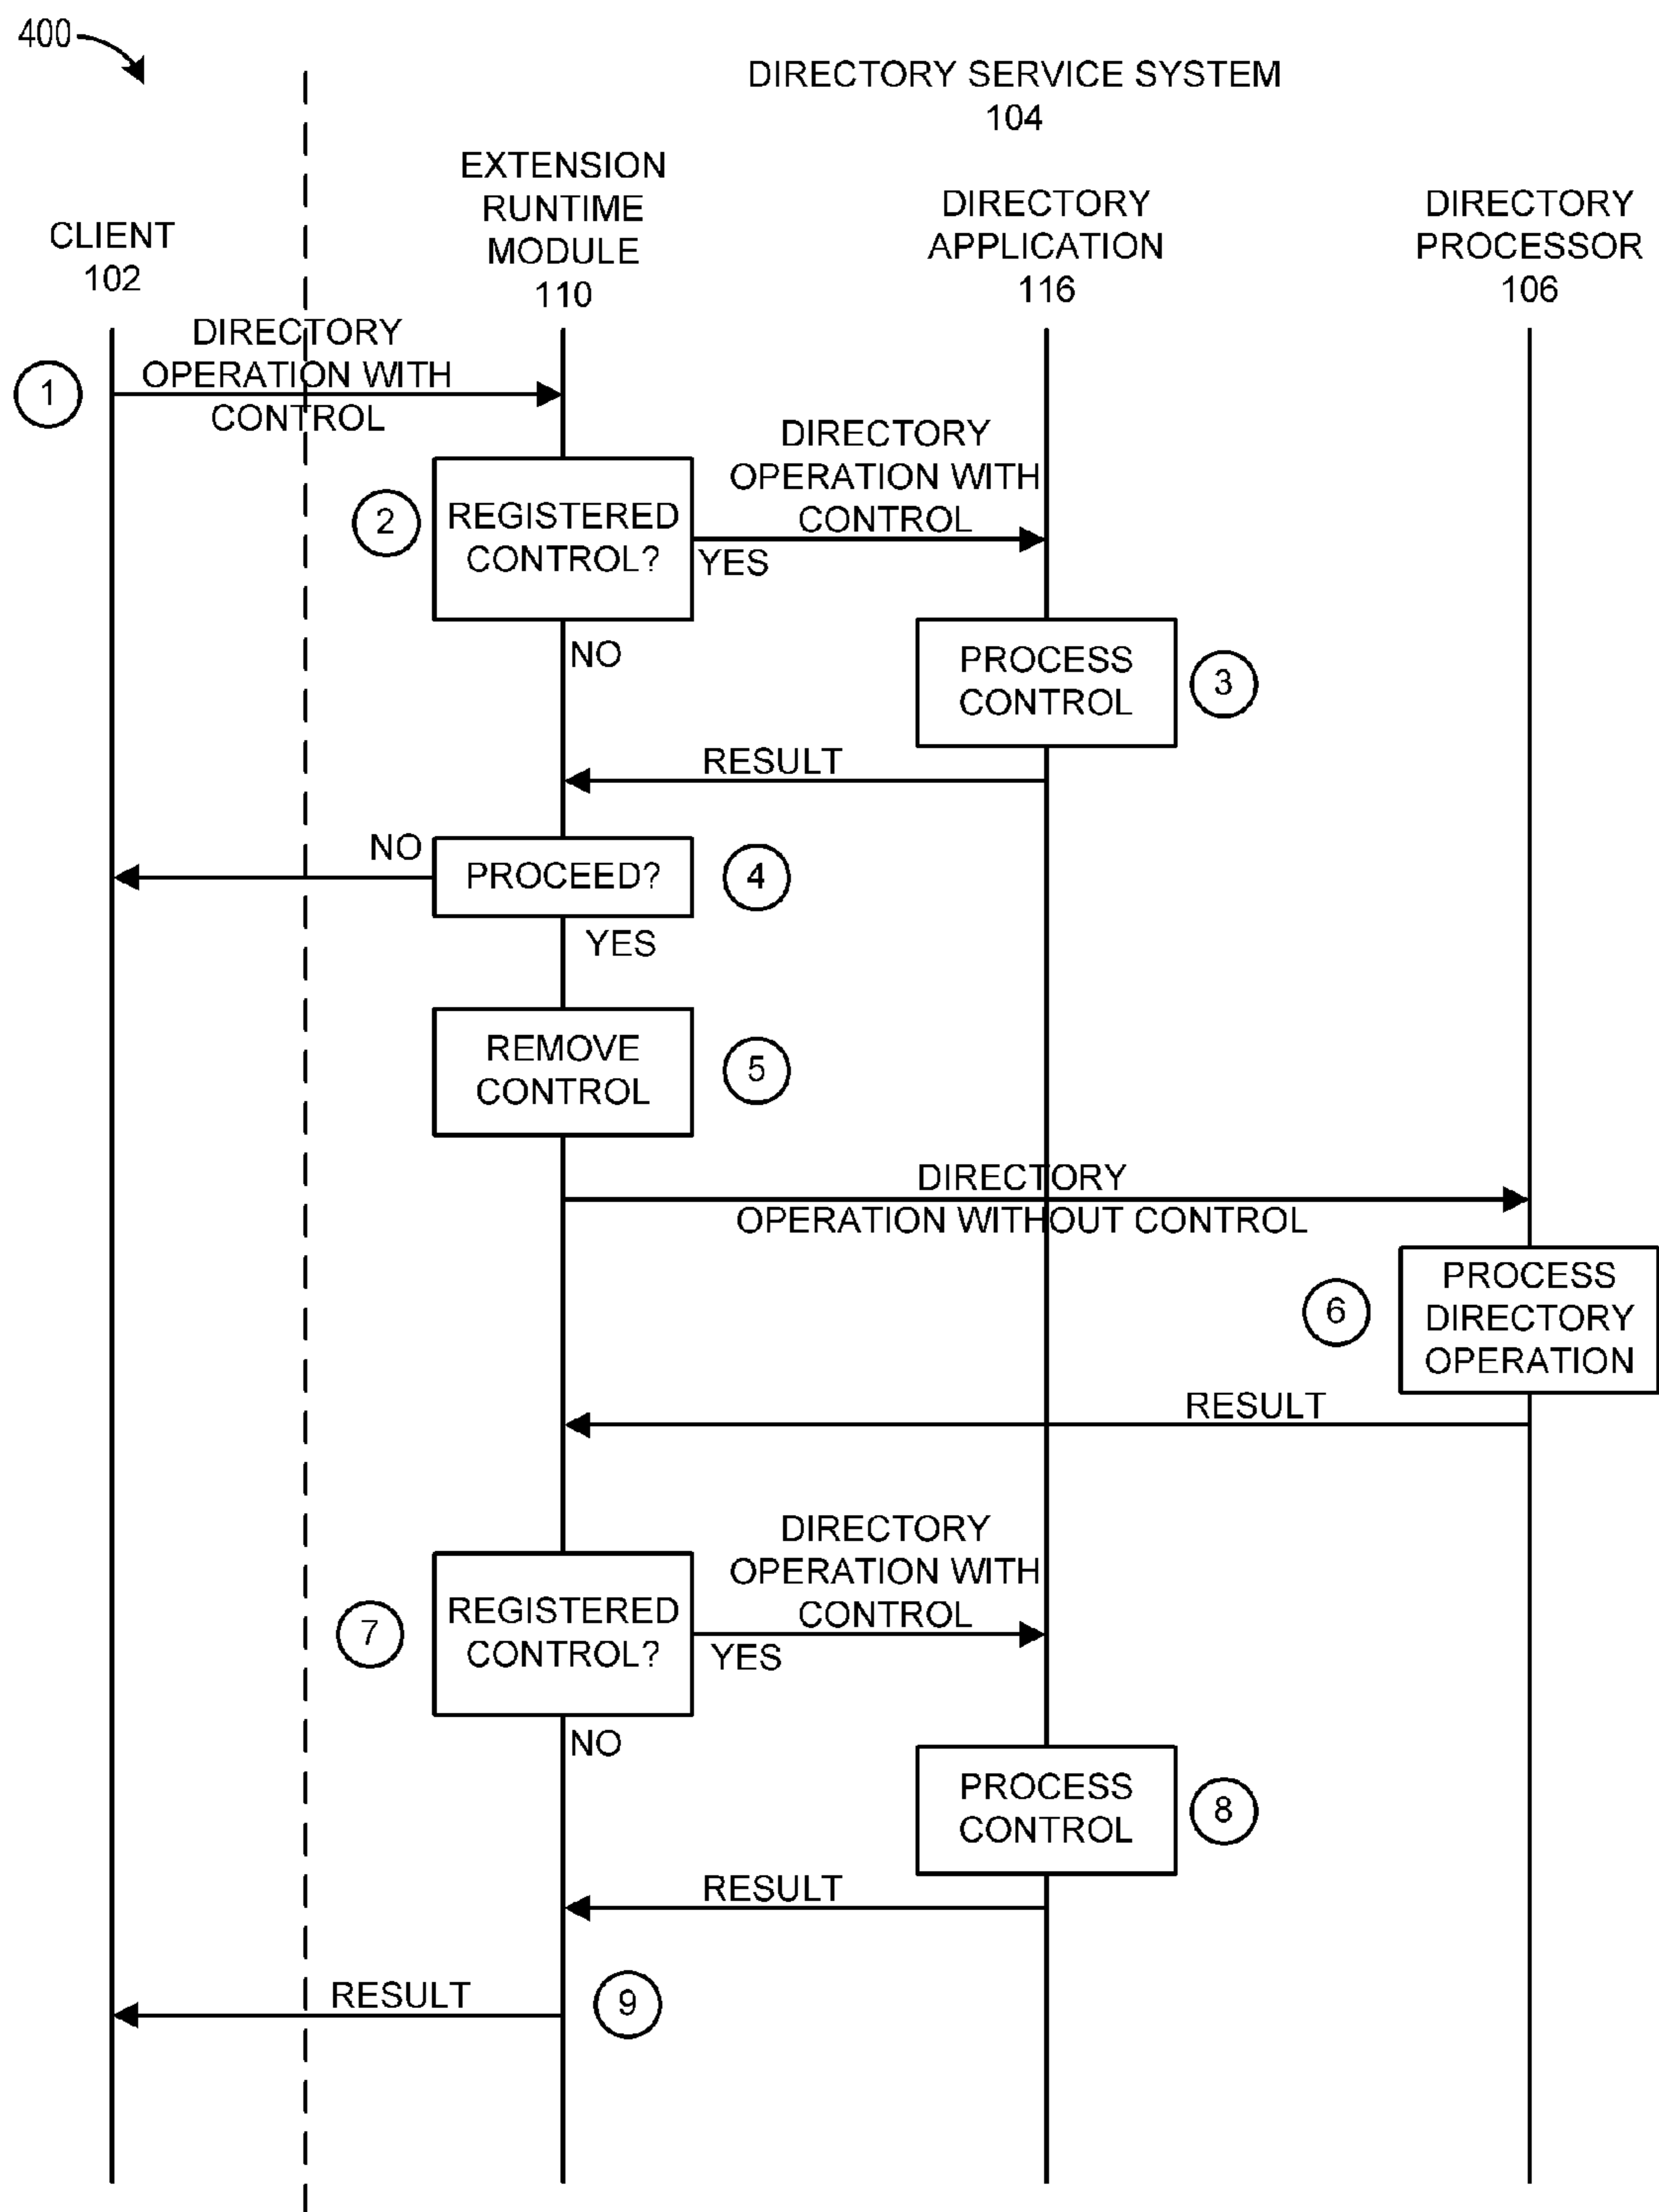 400
DIRECTORY SERVICE SYSTEM
104
EXTENSION
RUNTIME
MODULE
110
DIRECTORY
APPLICATION
116
DIRECTORY
PROCESSOR
106
CLIENT
102
DIRECTORY
OPERATION WITH
CONTROL
1
DIRECTORY
OPERATION WITH
CONTROL
2
REGISTERED
CONTROL?
YES
NO
PROCESS
CONTROL
3
RESULT
NO
PROCEED?
4
YES
REMOVE
CONTROL
5
DIRECTORY
OPERATION WITHOUT CONTROL
6
PROCESS
DIRECTORY
OPERATION
RESULT
DIRECTORY
OPERATION WITH
CONTROL
7
REGISTERED
CONTROL?
YES
NO
PROCESS
CONTROL
8
RESULT
RESULT
9